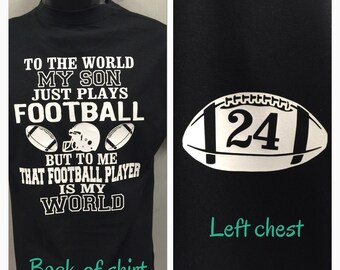 TO THE WORLD
MY SON
JUST PLAYS
FOOTBALL
BUT TO ME
THAT FOOTBALL PLAYER
IS MY
WORLD
Back of shirt
24
Left chest